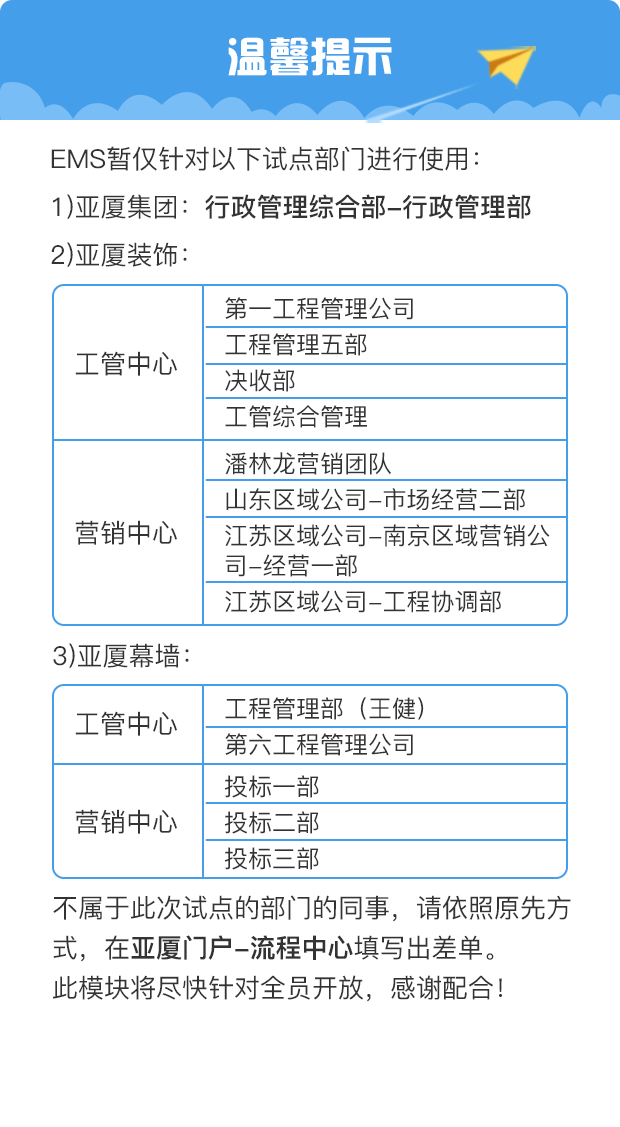 温馨提示
EMS暂仅针对以下试点部门进行使用：
1)亚厦集团：行政管理综合部-行政管理部
2)亚厦装饰：
工管中心
第一工程管理公司
工程管理五部
决收部
工管综合管理
营销中心
潘林龙营销团队
山东区域公司-市场经营二部
江苏区域公司-南京区域营销公
司-经营一部
江苏区域公司-工程协调部
3)亚厦幕墙：
工管中心
工程管理部（王健）
第六工程管理公司
营销中心
投标一部
投标二部
投标三部
不属于此次试点的部门的同事，请依照原先方
式，在亚厦门户-流程中心填写出差单。
此模块将尽快针对全员开放，感谢配合！